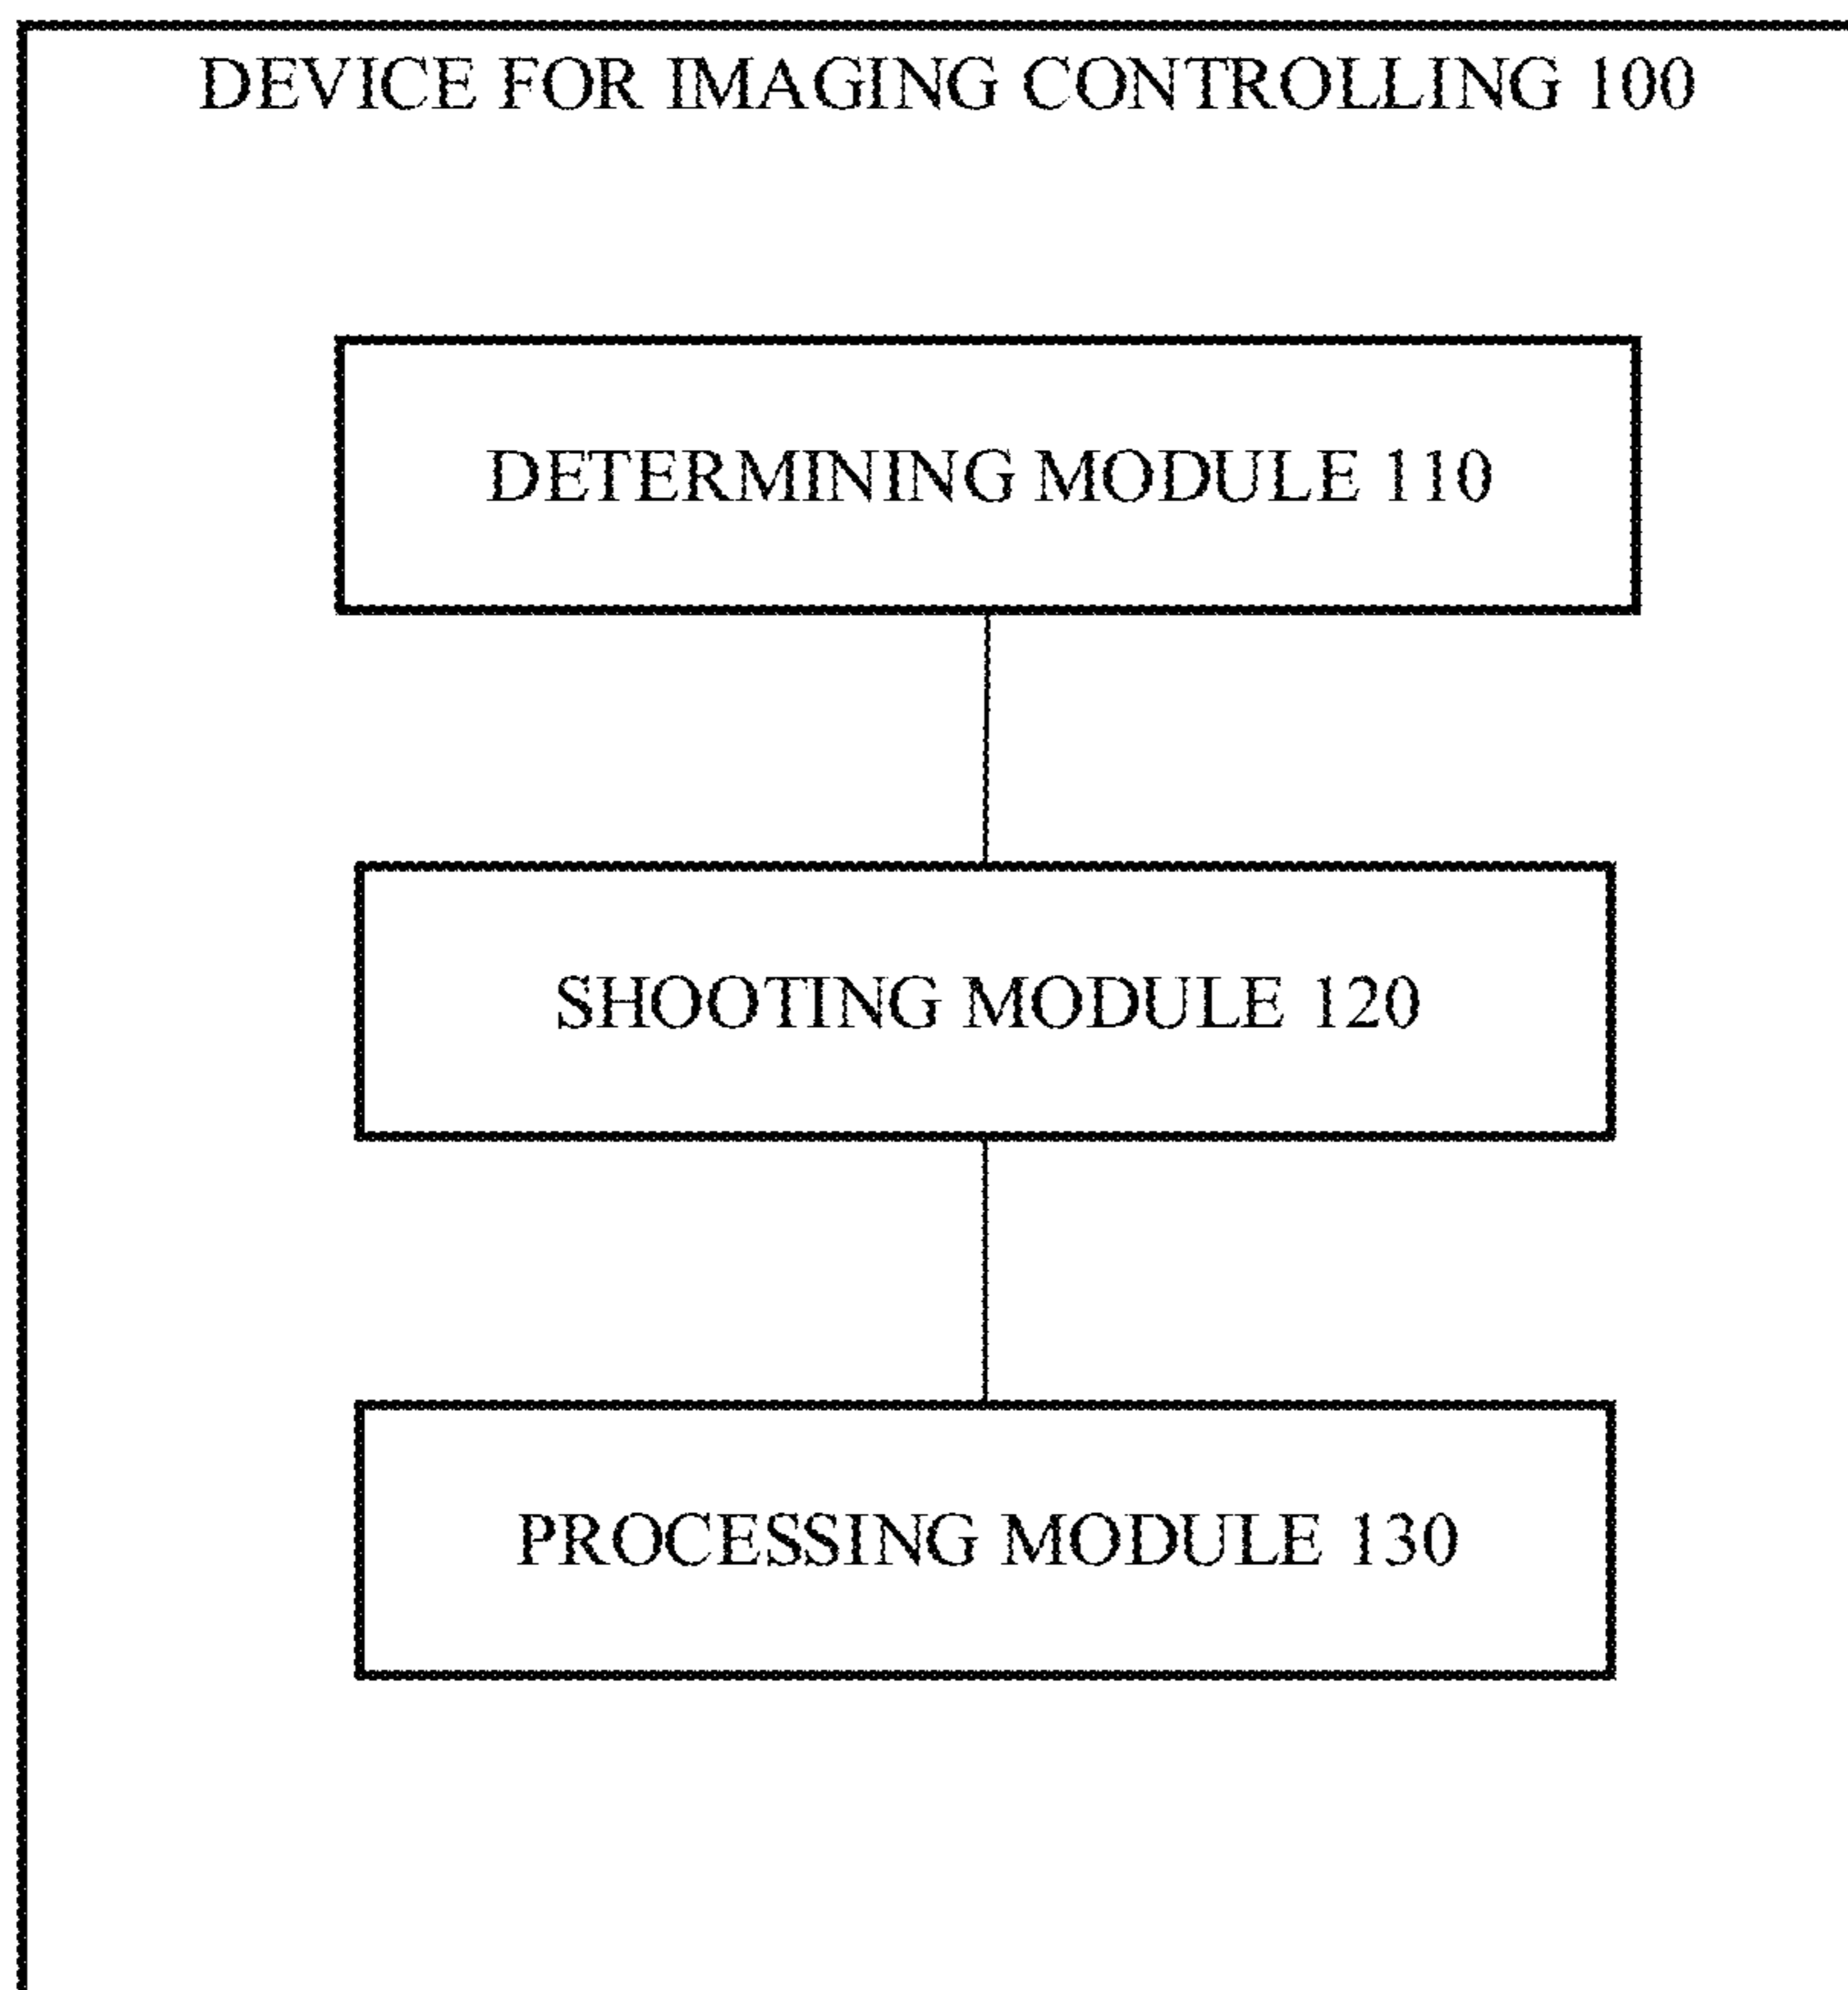 DEVICE FOR IMAGING CONTROLLING 100
DETERMINING MODULE 110
SHOOTING MODULE 120
PROCESSING MODULE 130